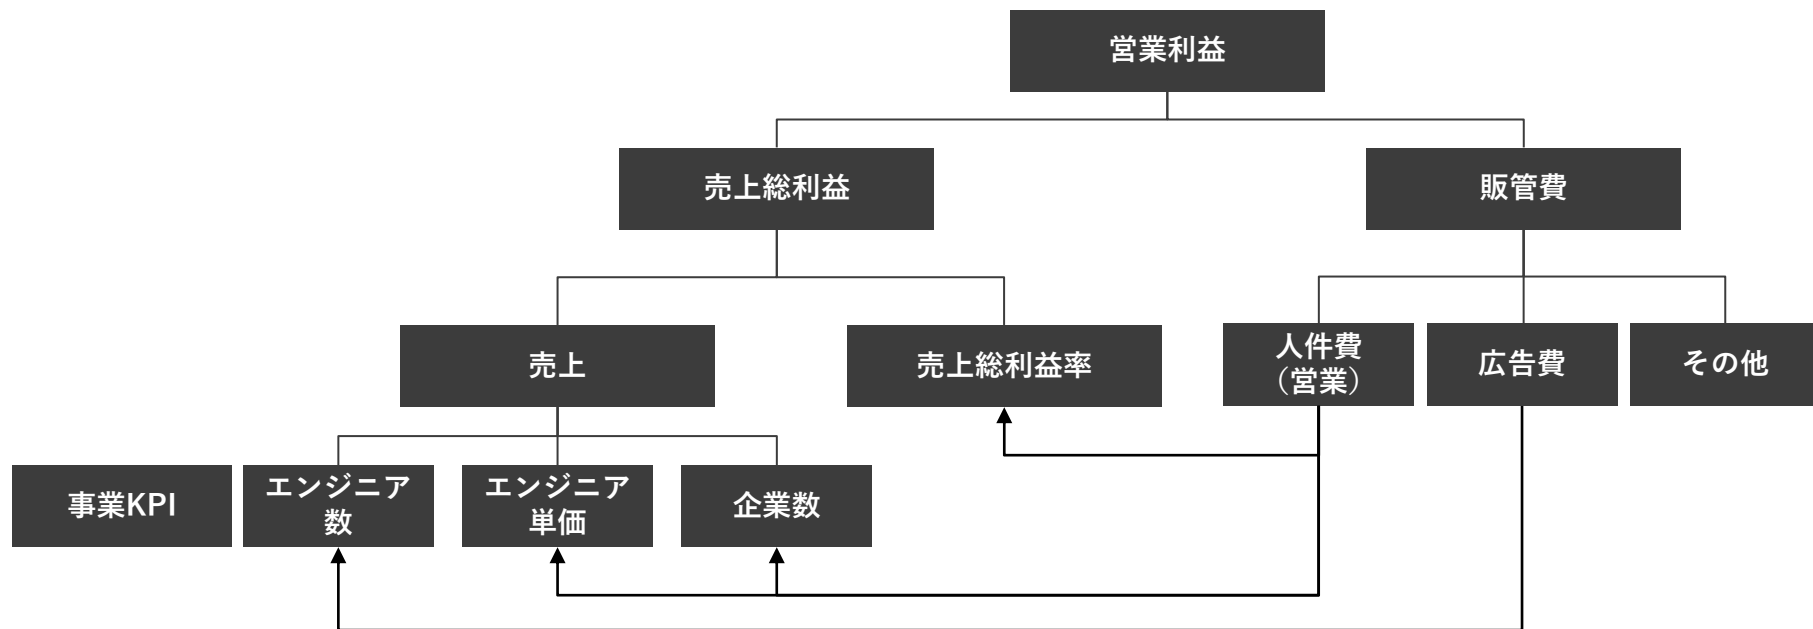 営業利益
売上総利益
販管費
売上
売上総利益率
人件費
（営業）
広告費
その他
事業KPI
エンジニア
数
エンジニア
単価
企業数